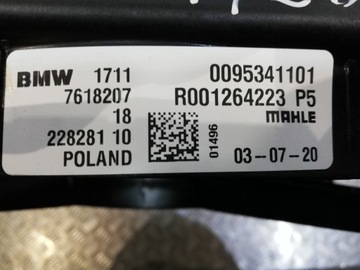 BMW 1711 0095341101
7618207 R001264223 P5
18 MAHLE
228281 10 01496
POLAND 03-07-20